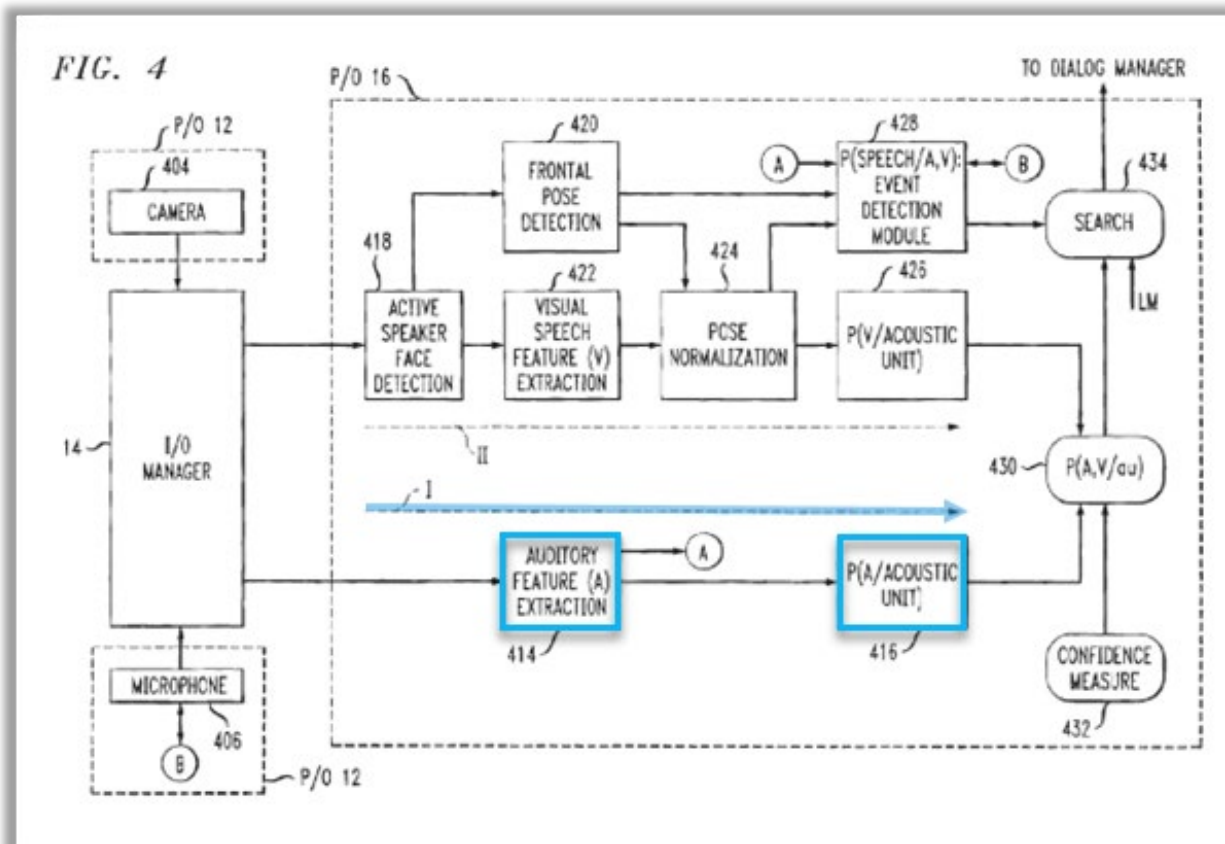 FIG. 4
P/O 12
404
CAMERA
14
I/O
MANAGER
MICROPHONE
406
B
P/O 12
P/O 16
TO DIALOG MANAGER
420
FRONTAL
POSE
DETECTION
A
428
P(SPEECH/A,V):
EVENT
DETECTION
MODULE
B
434
SEARCH
LM
418
ACTIVE
SPEAKER
FACE
DETECTION
422
VISUAL
SPEECH
FEATURE (V)
EXTRACTION
424
POSE
NORMALIZATION
426
P(V/ACOUSTIC
UNIT)
II
I
AUDITORY
FEATURE (A)
EXTRACTION
414
A
P(A/ACOUSTIC
UNIT)
416
430
P(A,V/au)
CONFIDENCE
MEASURE
432